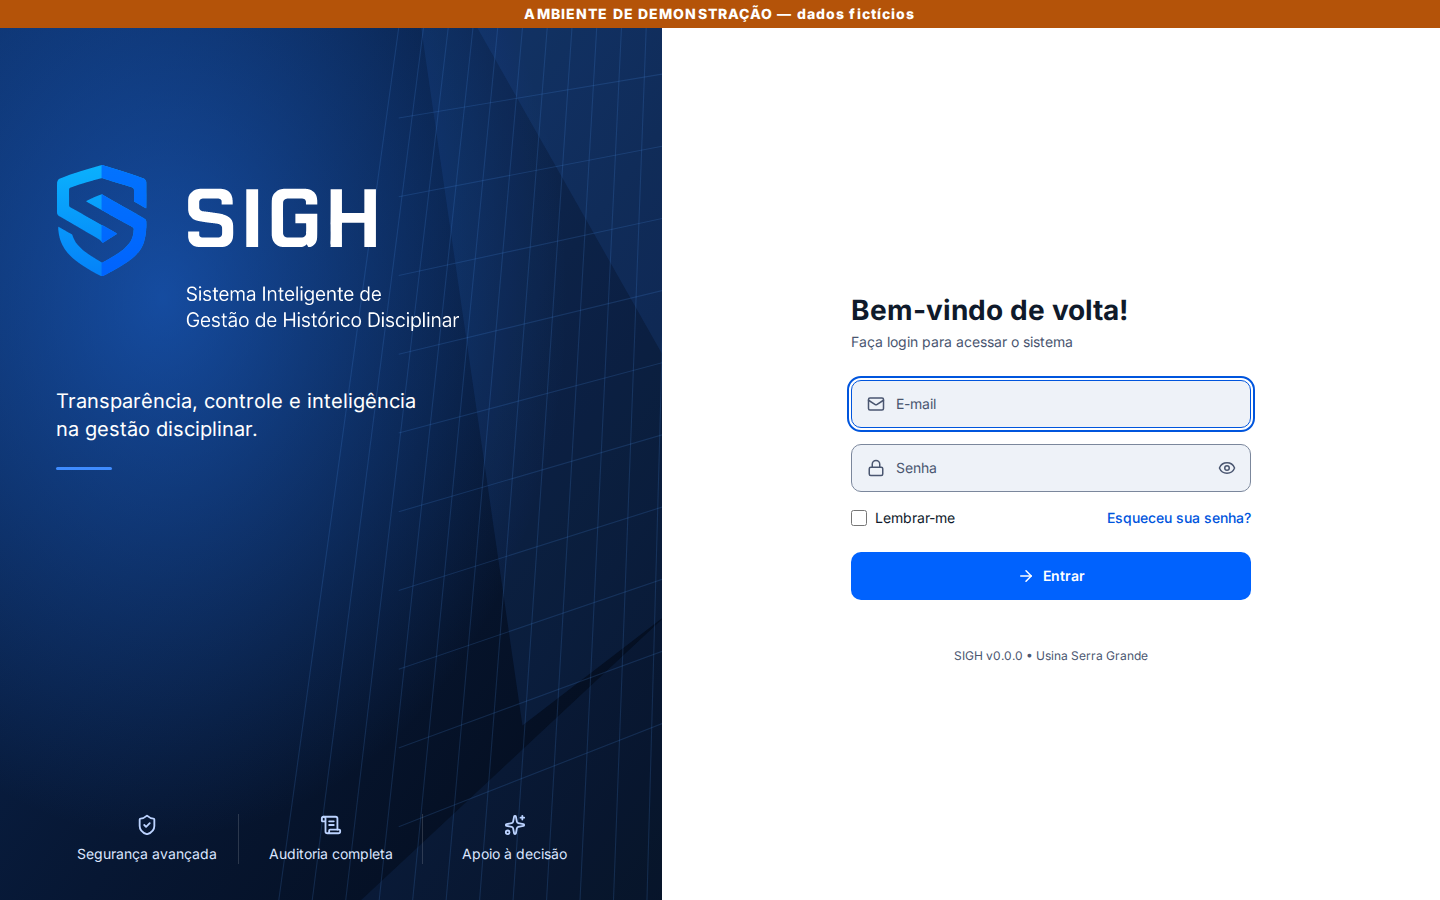 AMBIENTE DE DEMONSTRAÇÃO — dados fictícios
SIGH
Sistema Inteligente de
Gestão de Histórico Disciplinar
Transparência, controle e inteligência
na gestão disciplinar.
Segurança avançada
Auditoria completa
Apoio à decisão
Bem-vindo de volta!
Faça login para acessar o sistema
E-mail
Senha
Lembrar-me
Esqueceu sua senha?
Entrar
SIGH v0.0.0 • Usina Serra Grande